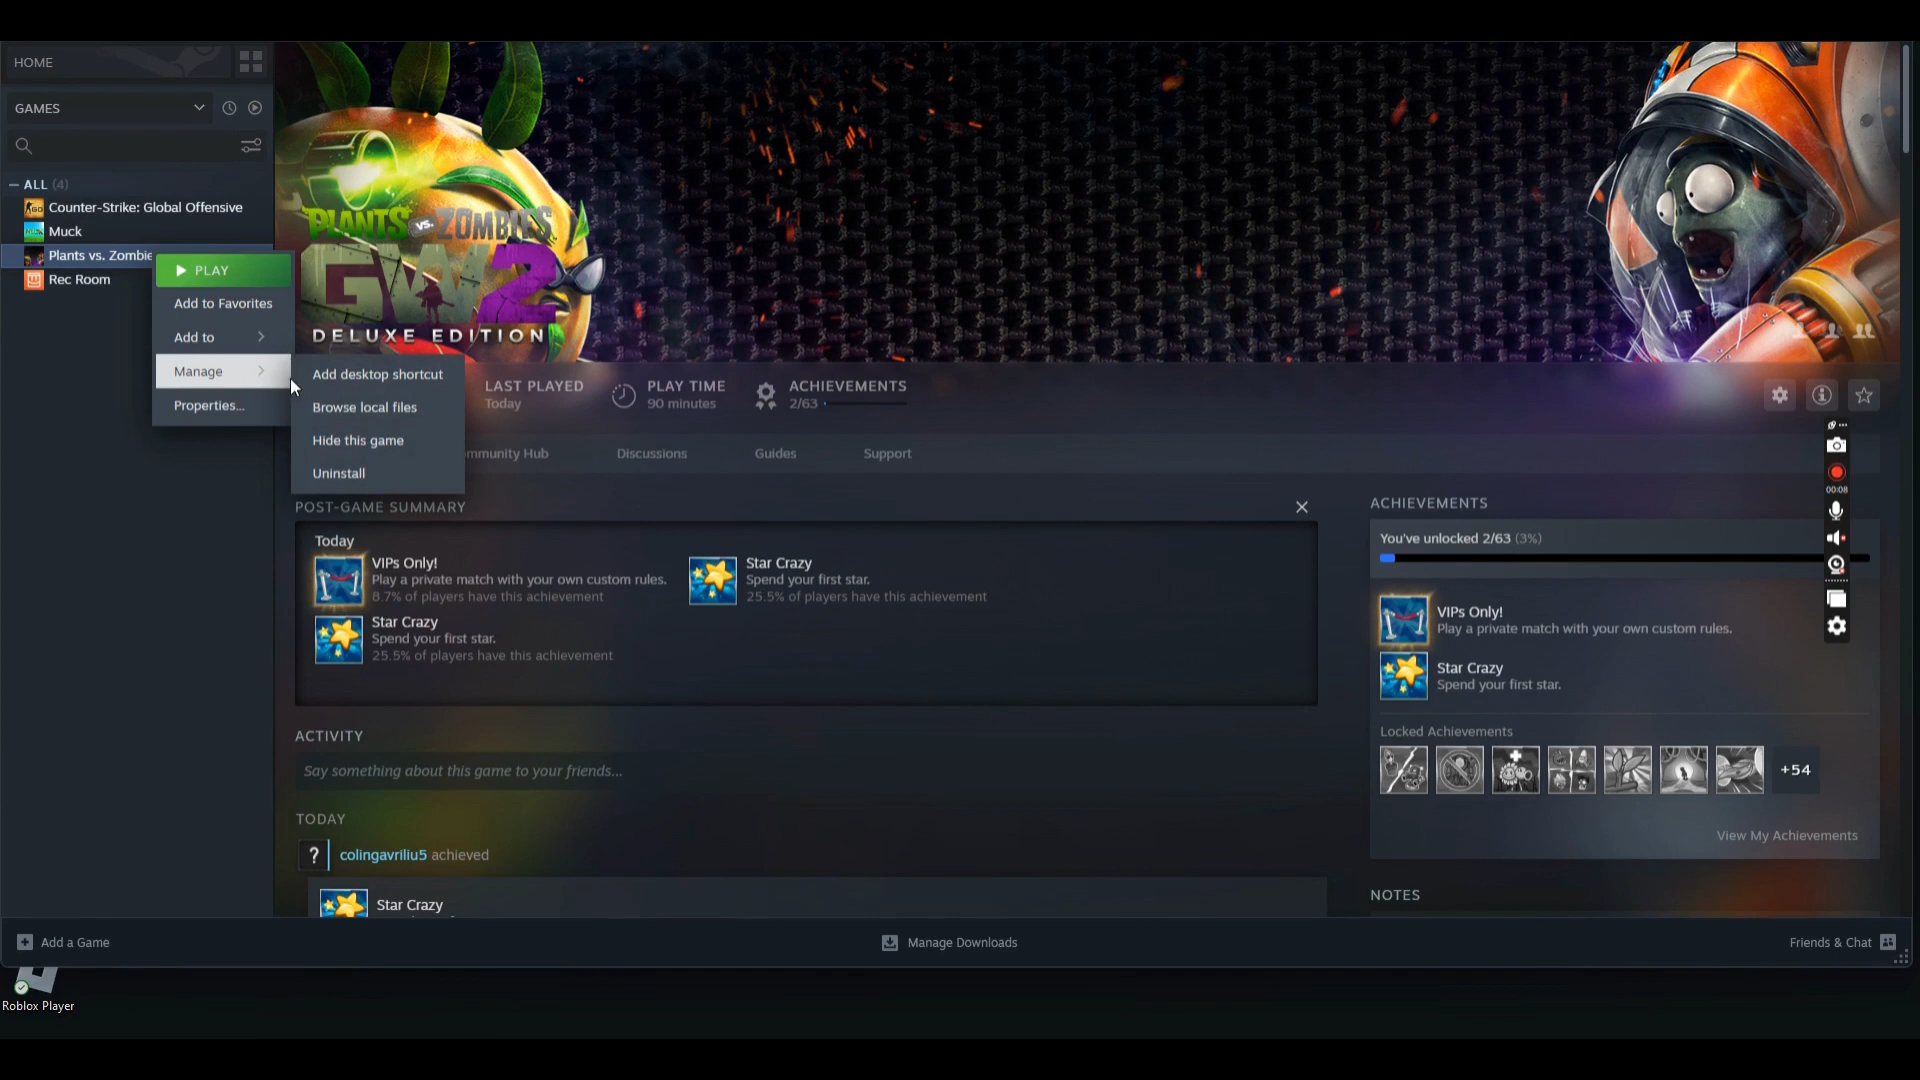 HOME
GAMES
ALL (4)
Counter-Strike: Global Offensive
Muck
Plants vs. Zombie
Rec Room
PLAY
Add to Favorites
Add to
Manage
Properties...
Add desktop shortcut
Browse local files
Hide this game
Uninstall
PLANTS VS. ZOMBIES
GW2
DELUXE EDITION
LAST PLAYED
Today
PLAY TIME
90 minutes
ACHIEVEMENTS
2/63
mmunity Hub
Discussions
Guides
Support
POST-GAME SUMMARY
Today
VIPs Only!
Play a private match with your own custom rules.
8.7% of players have this achievement
Star Crazy
Spend your first star.
25.5% of players have this achievement
Star Crazy
Spend your first star.
25.5% of players have this achievement
ACTIVITY
Say something about this game to your friends...
TODAY
? colingavriliu5 achieved
Star Crazy
ACHIEVEMENTS
You've unlocked 2/63 (3%)
VIPs Only!
Play a private match with your own custom rules.
Star Crazy
Spend your first star.
Locked Achievements
+54
View My Achievements
NOTES
00:08
Add a Game
Manage Downloads
Friends & Chat
Roblox Player